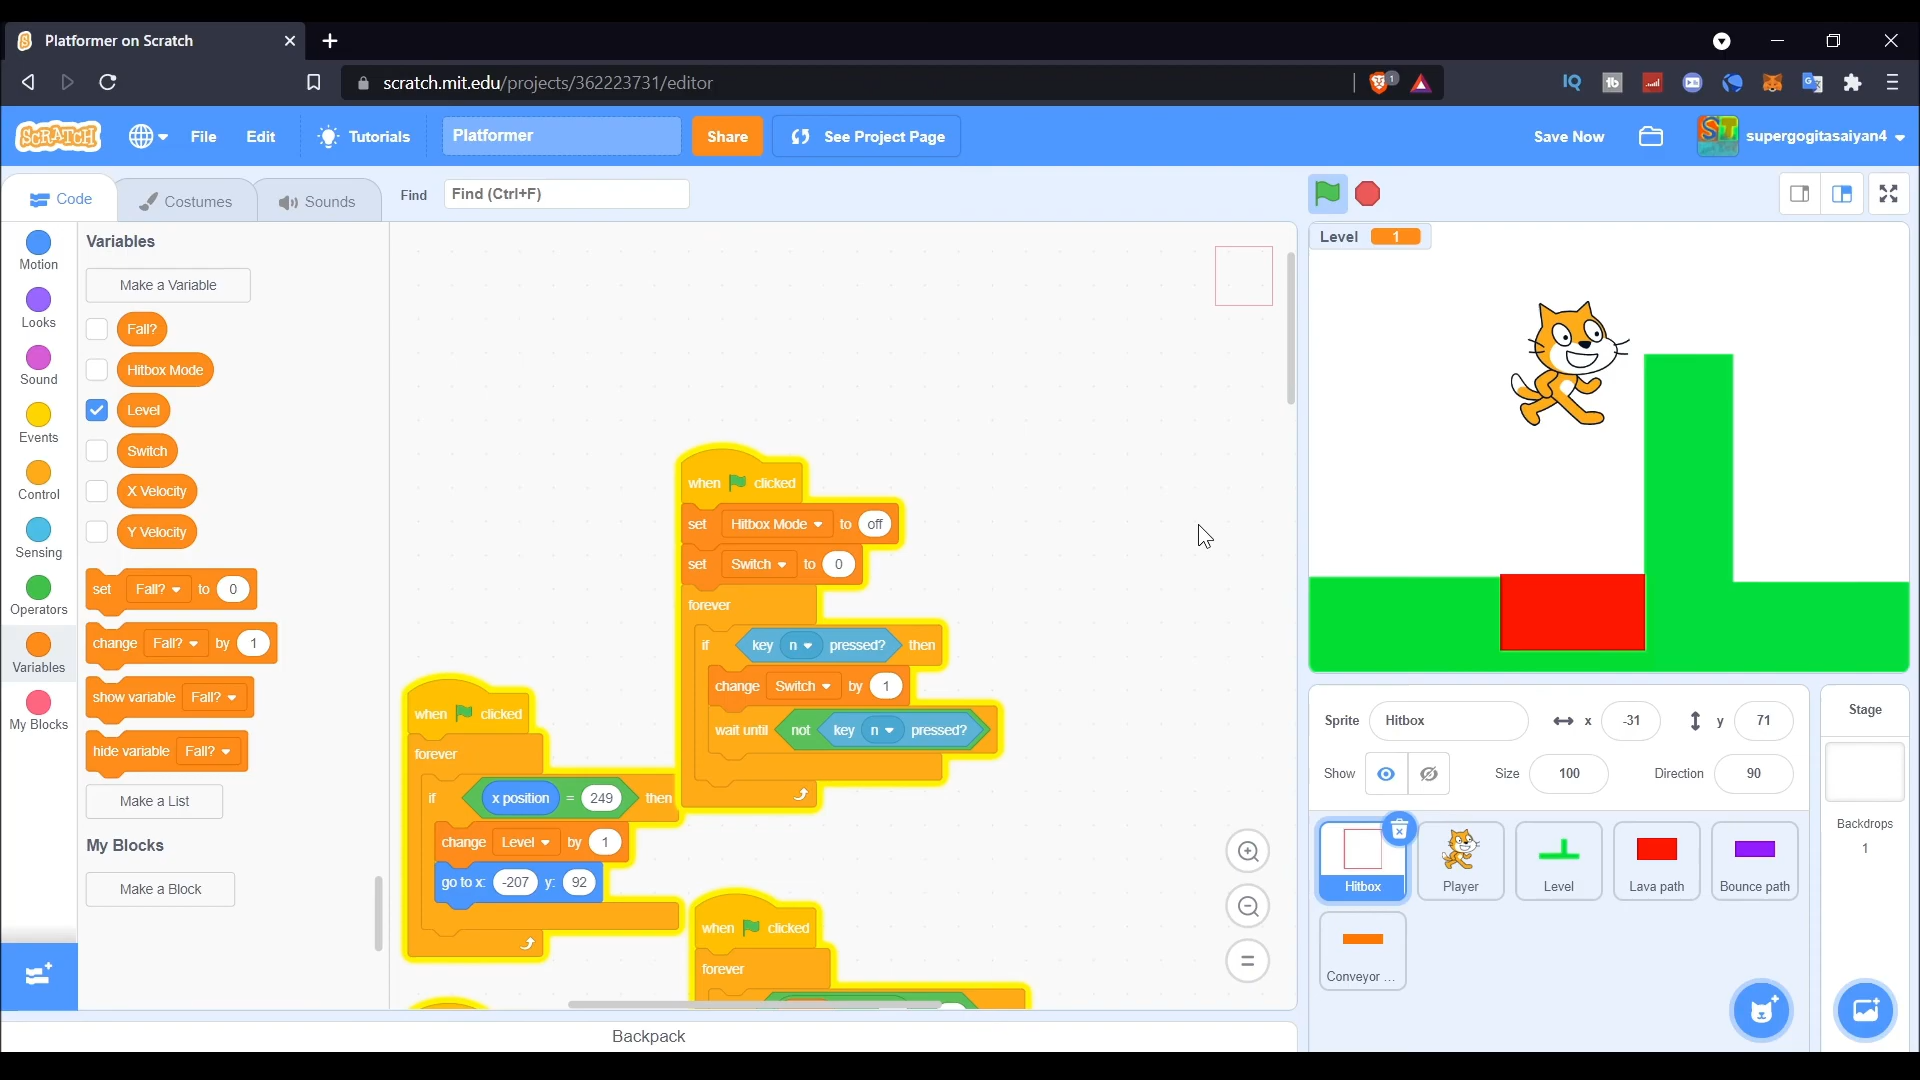 Platformer on Scratch
scratch.mit.edu/projects/362223731/editor
1
SCRATCH
File
Edit
Tutorials
Platformer
Share
See Project Page
Save Now
ST
supergogitasaiyan4
Code
Costumes
Sounds
Find
Find (Ctrl+F)
Motion
Looks
Sound
Events
Control
Sensing
Operators
Variables
My Blocks
Variables
Make a Variable
Fall?
Hitbox Mode
Level
Switch
X Velocity
Y Velocity
set Fall? to 0
change Fall? by 1
show variable Fall?
hide variable Fall?
Make a List
My Blocks
Make a Block
when clicked
set Hitbox Mode to off
set Switch to 0
forever
if key n pressed? then
change Switch by 1
wait until not key n pressed?
when clicked
forever
if x position = 249 then
change Level by 1
go to x: -207 y: 92
when clicked
forever
Backpack
Level 1
Sprite Hitbox x -31 y 71
Show Size 100 Direction 90
Hitbox
Player
Level
Lava path
Bounce path
Conveyor ...
Stage
Backdrops
1